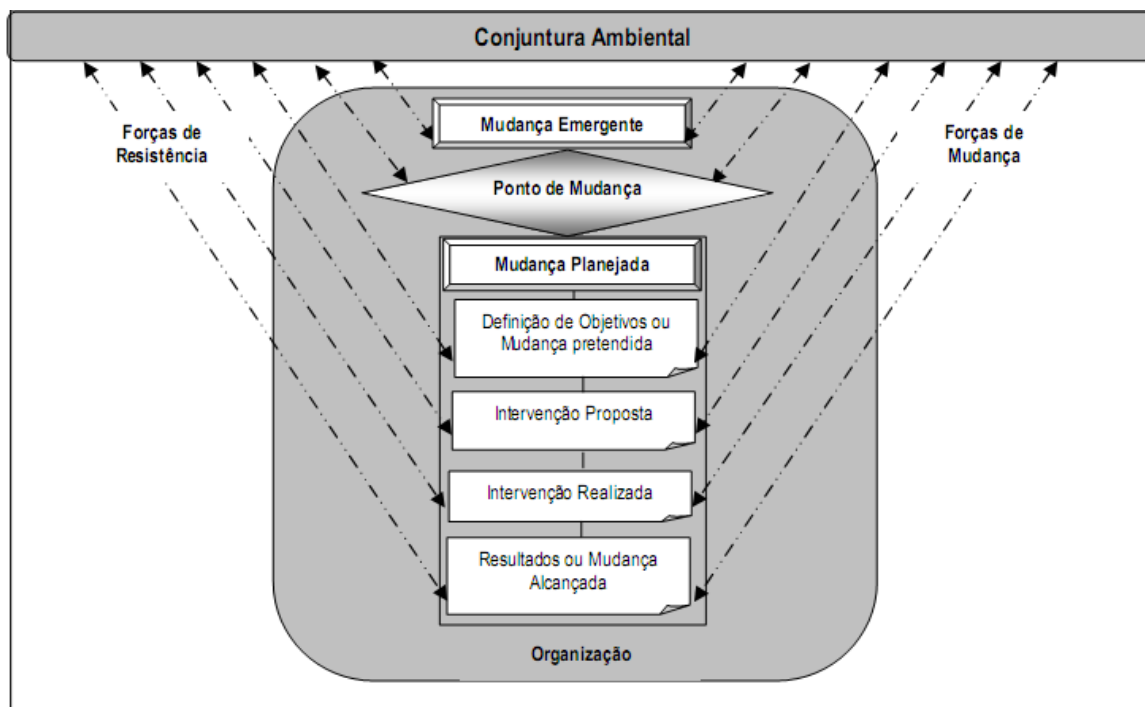 Conjuntura Ambiental
Mudança Emergente
Forças de
Resistência
Forças de
Mudança
Ponto de Mudança
Mudança Planejada
Definição de Objetivos ou
Mudança pretendida
Intervenção Proposta
Intervenção Realizada
Resultados ou Mudança
Alcançada
Organização